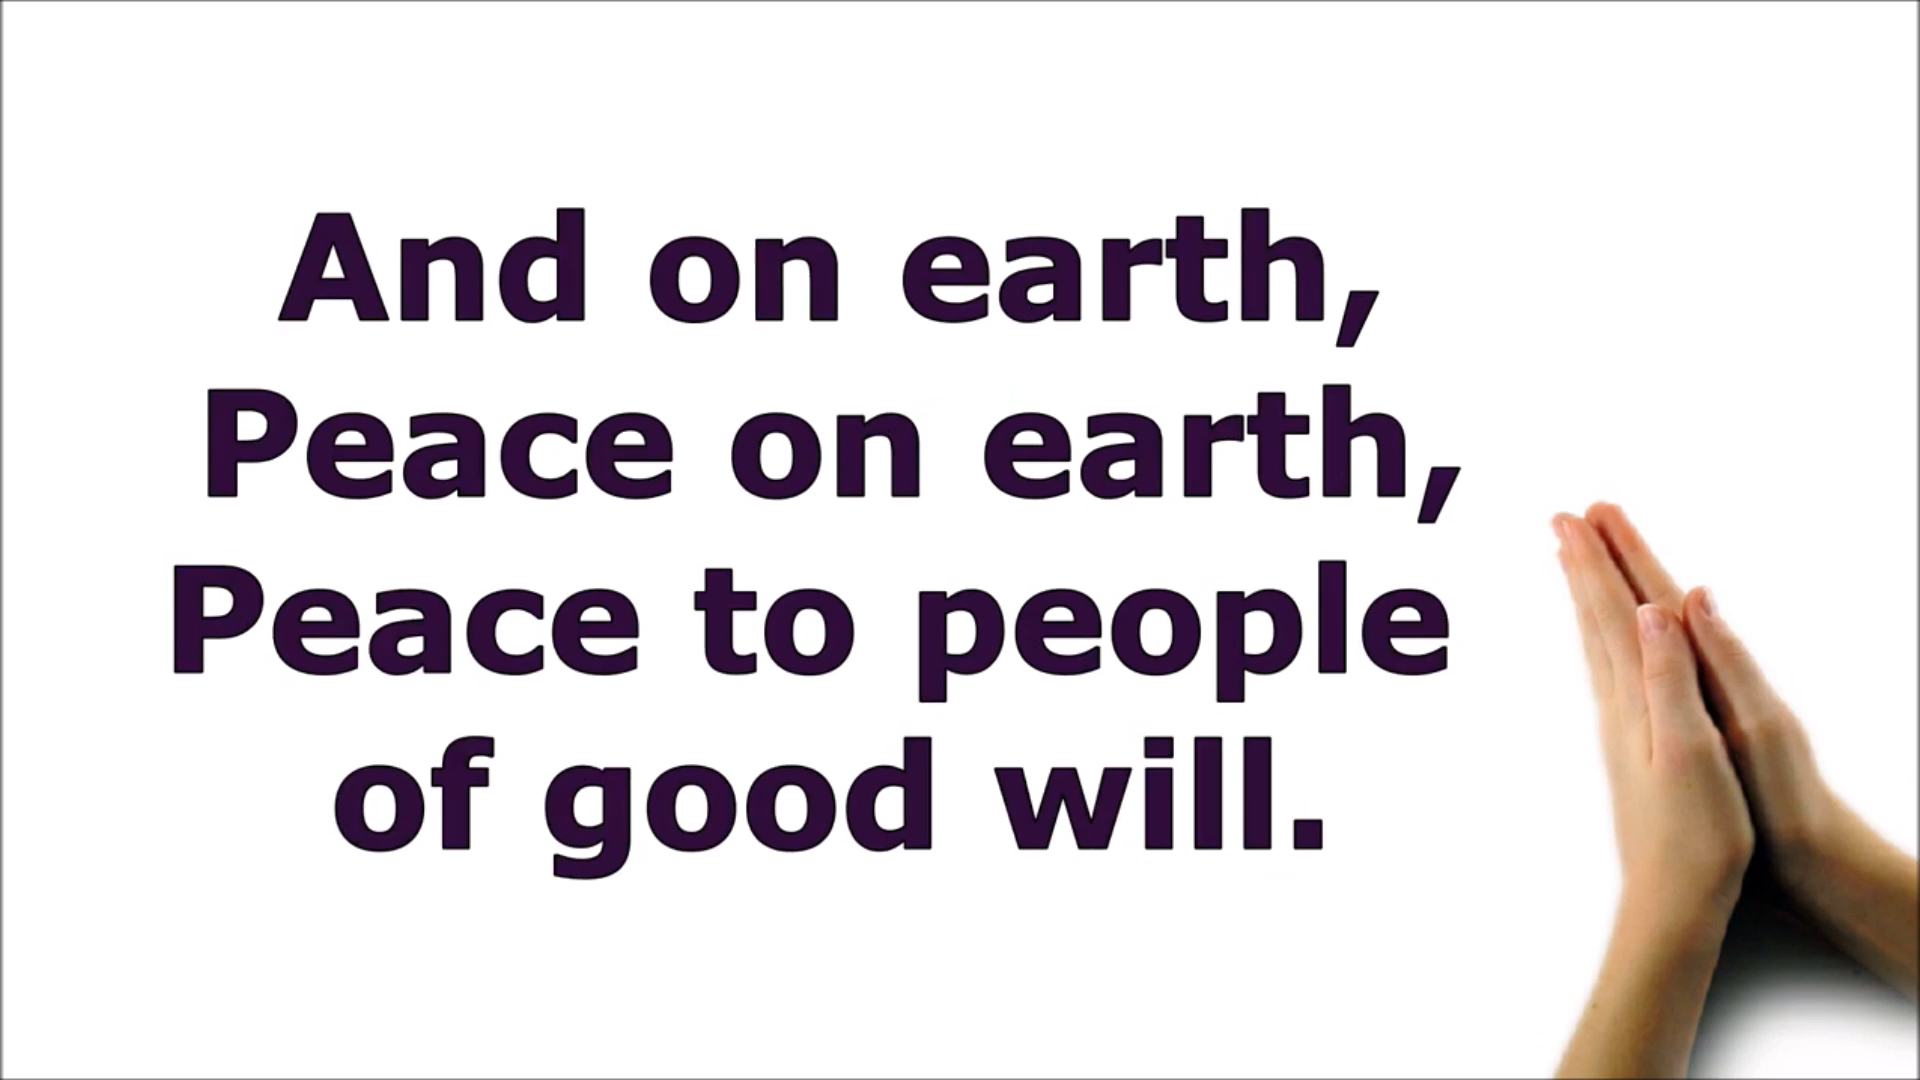 And on earth,
Peace on earth,
Peace to people
of good will.